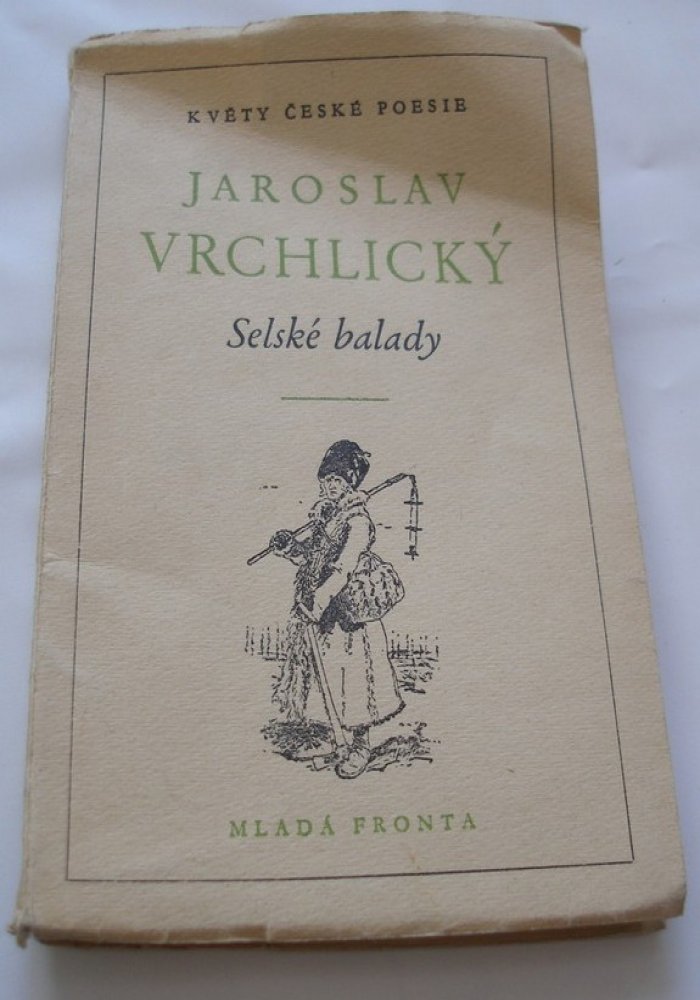 KVĚTY ČESKÉ POESIE
JAROSLAV
VRCHLICKÝ
Selské balady
MLADÁ FRONTA